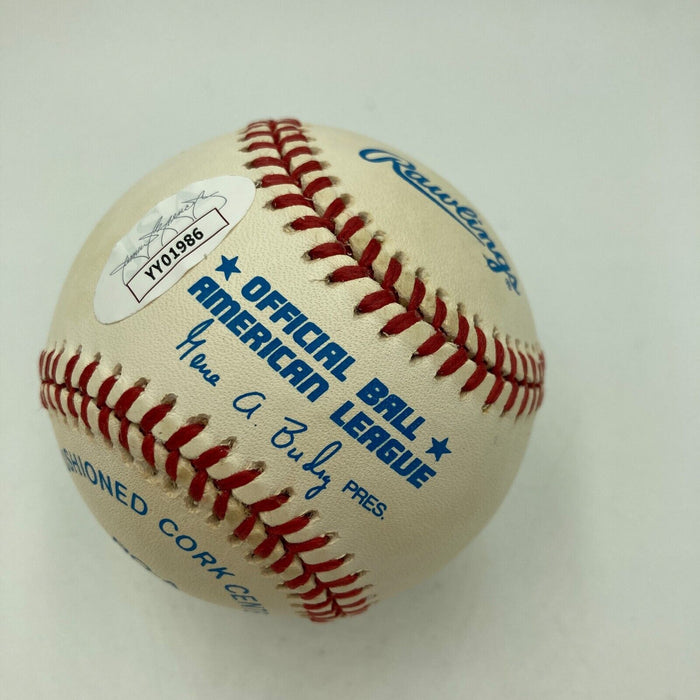 Rawlings
YY01986
★ OFFICIAL BALL ★
AMERICAN LEAGUE
Gene A Budig PRES.
SHIONED CORK CENT